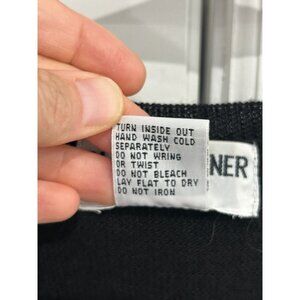 TURN INSIDE OUT
HAND WASH COLD
SEPARATELY
DO NOT WRING
OR TWIST
DO NOT BLEACH
LAY FLAT TO DRY
DO NOT IRON
NER